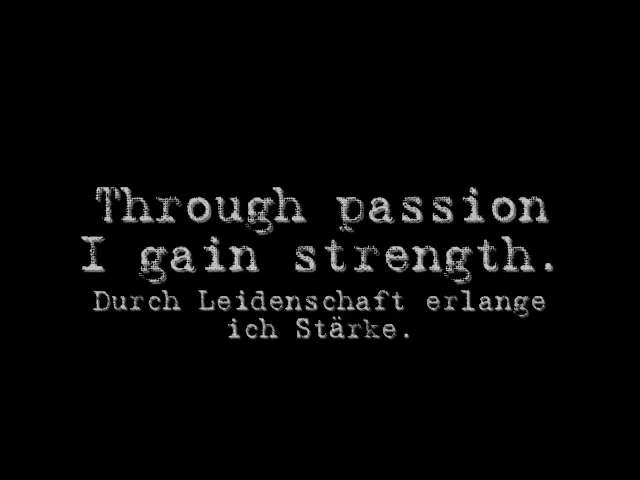 Through passion
I gain strength.
Durch Leidenschaft erlange
ich Stärke.